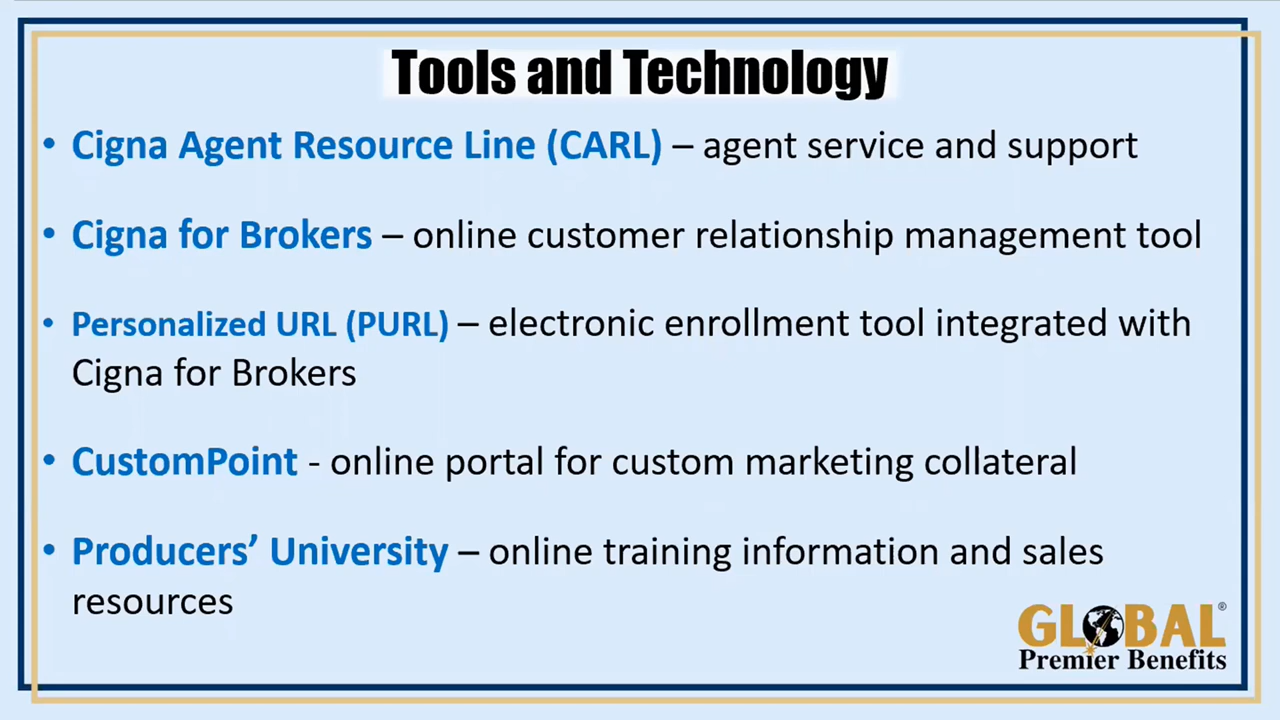 Tools and Technology
• Cigna Agent Resource Line (CARL) – agent service and support
• Cigna for Brokers – online customer relationship management tool
• Personalized URL (PURL) – electronic enrollment tool integrated with
Cigna for Brokers
• CustomPoint - online portal for custom marketing collateral
• Producers’ University – online training information and sales
resources
GLOBAL®
Premier Benefits